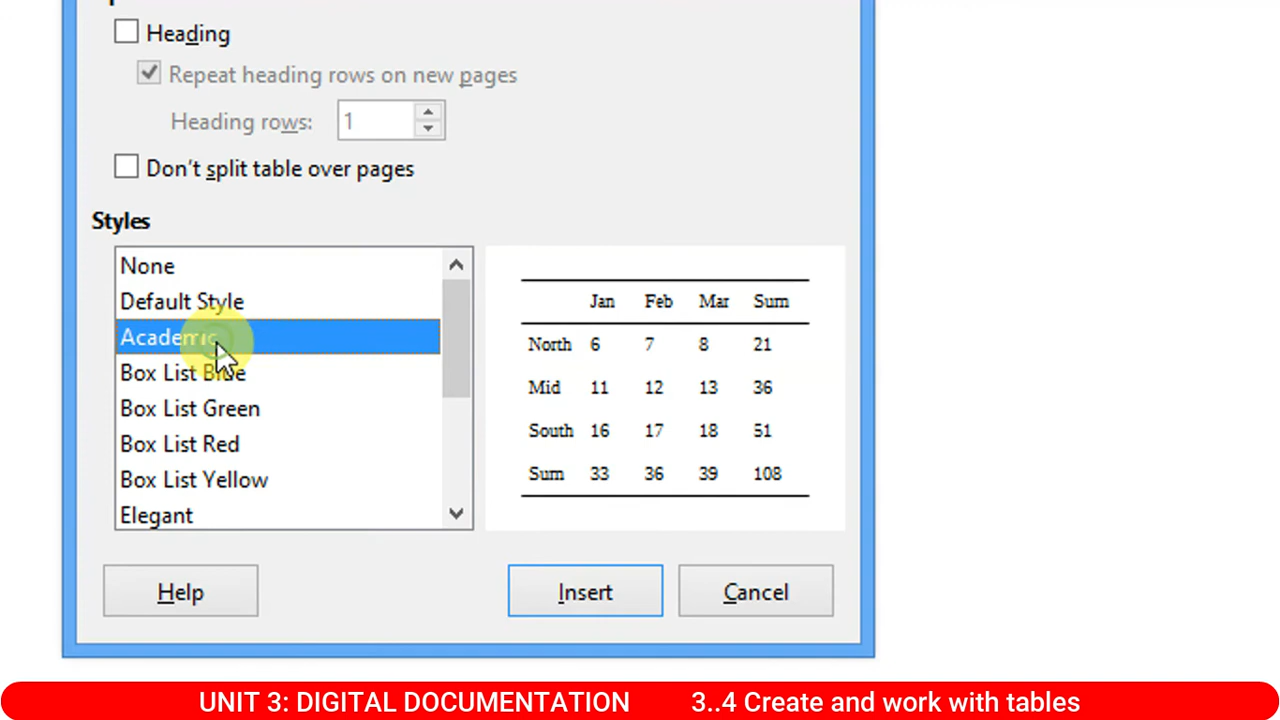 Heading
Repeat heading rows on new pages
Heading rows: 1
Don't split table over pages
Styles
None
Default Style
Academic
Box List Blue
Box List Green
Box List Red
Box List Yellow
Elegant
Jan Feb Mar Sum
North 6 7 8 21
Mid 11 12 13 36
South 16 17 18 51
Sum 33 36 39 108
Help Insert Cancel
UNIT 3: DIGITAL DOCUMENTATION 3..4 Create and work with tables